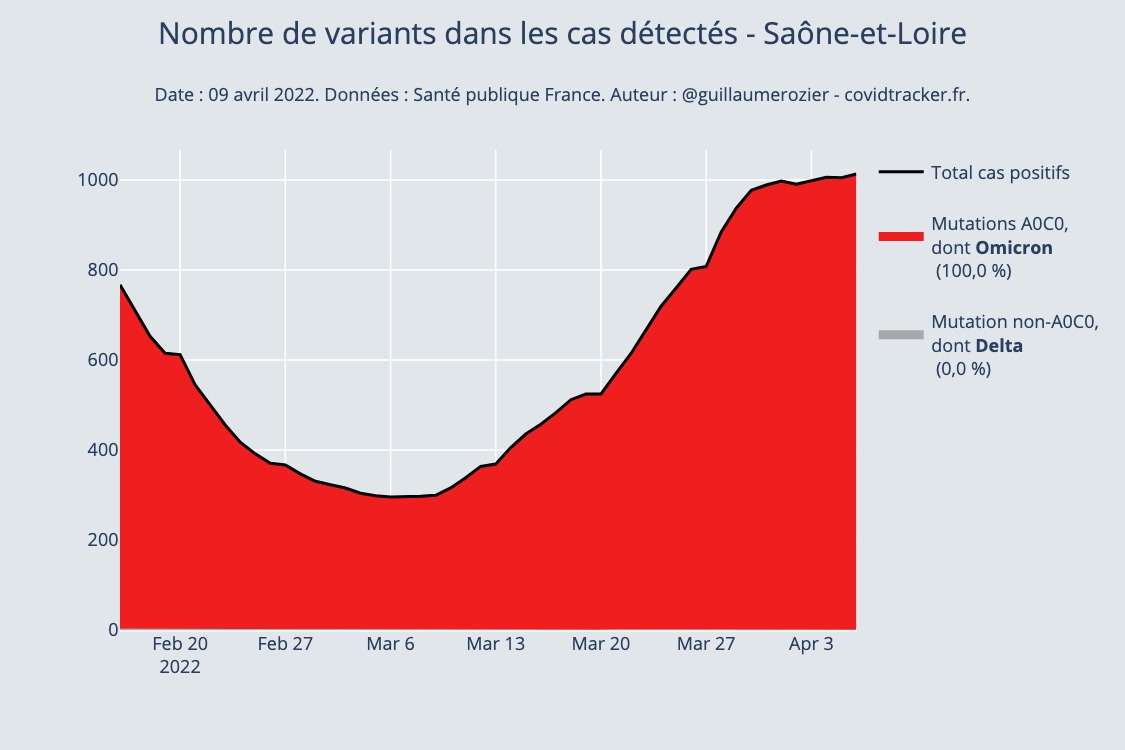 Nombre de variants dans les cas détectés - Saône-et-Loire
Date : 09 avril 2022. Données : Santé publique France. Auteur : @guillaumerozier - covidtracker.fr.
1000
800
600
400
200
0
Feb 20
2022
Feb 27
Mar 6
Mar 13
Mar 20
Mar 27
Apr 3
Total cas positifs
Mutations A0C0,
dont Omicron
(100,0 %)
Mutation non-A0C0,
dont Delta
(0,0 %)